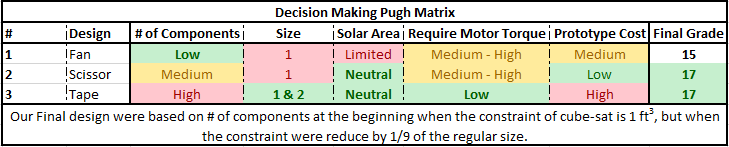 Decision Making Pugh Matrix
# Design # of Components Size Solar Area Require Motor Torque Prototype Cost Final Grade
1 Fan Low 1 Limited Medium - High Medium 15
2 Scissor Medium 1 Neutral Medium - High Low 17
3 Tape High 1 & 2 Neutral Low High 17
Our Final design were based on # of components at the beginning when the constraint of cube-sat is 1 ft³, but when
the constraint were reduce by 1/9 of the regular size.